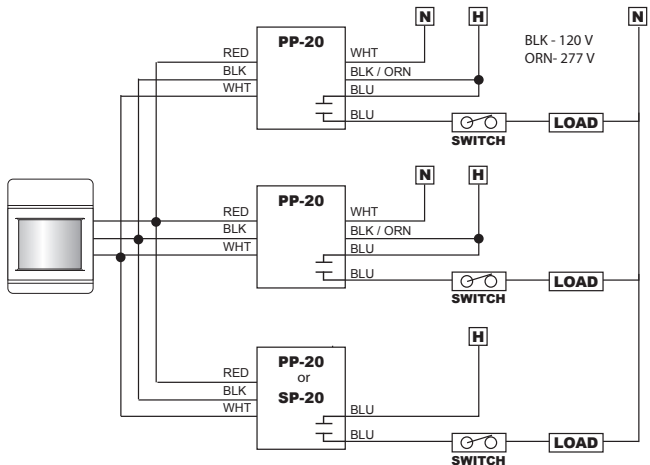 N H N
BLK - 120 V
ORN- 277 V
PP-20
RED WHT
BLK BLK / ORN
WHT BLU
BLU
SWITCH LOAD
N H
PP-20
RED WHT
BLK BLK / ORN
WHT BLU
BLU
SWITCH LOAD
H
PP-20
or
SP-20
RED
BLK
WHT BLU
BLU
SWITCH LOAD